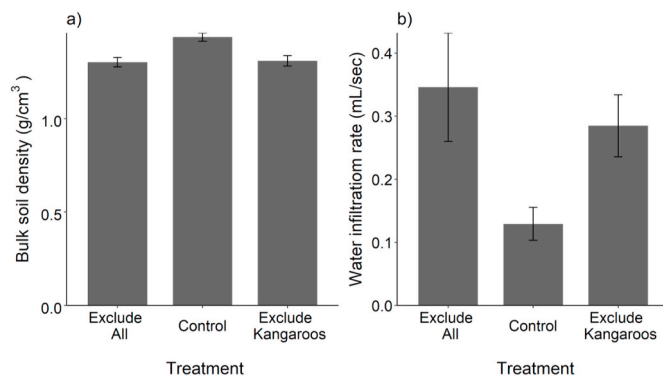 a)
Bulk soil density (g/cm³)
1.0
0.5
0.0
Exclude
All
Control
Exclude
Kangaroos
Treatment
b)
Water infiltratiom rate (mL/sec)
0.4
0.3
0.2
0.1
0.0
Exclude
All
Control
Exclude
Kangaroos
Treatment